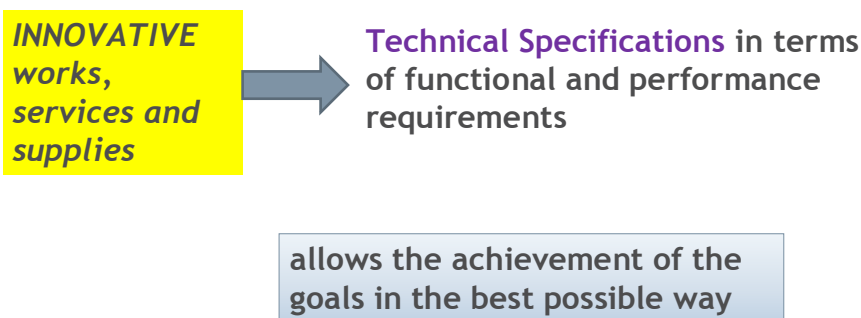 INNOVATIVE
works,
services and
supplies
Technical Specifications in terms
of functional and performance
requirements
allows the achievement of the
goals in the best possible way